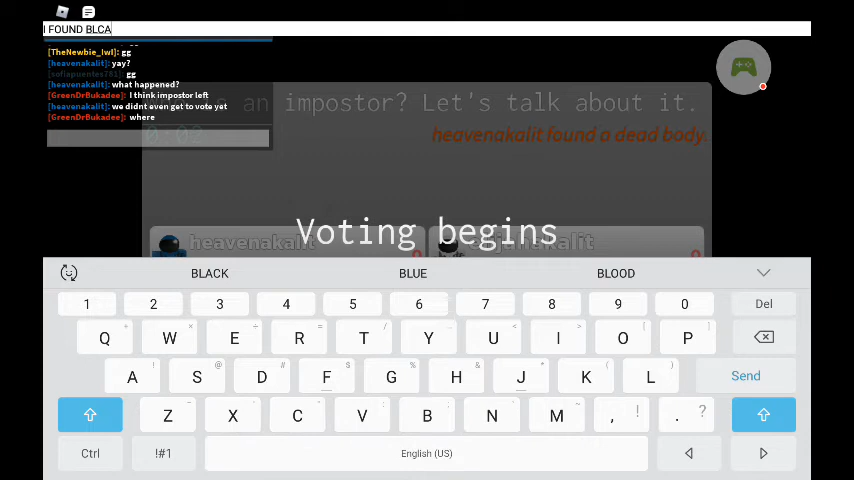 I FOUND BLCA
[TheNewbie_lwl]: gg
[heavenakalit]: yay?
[sofiapuentes781]: gg
[heavenakalit]: what happened?
[GreenDrBukadee]: I think impostor left
[heavenakalit]: we didnt even get to vote yet
[GreenDrBukadee]: where
an impostor? Let's talk about it.
0:02
heavenakalit found a dead body.
Voting begins
heavenakalit
BLACK BLUE BLOOD
1 2 3 4 5 6 7 8 9 0 Del
Q W E R T Y U I O P
A S D F G H J K L Send
Z X C V B N M , ! . ?
Ctrl !#1 English (US)